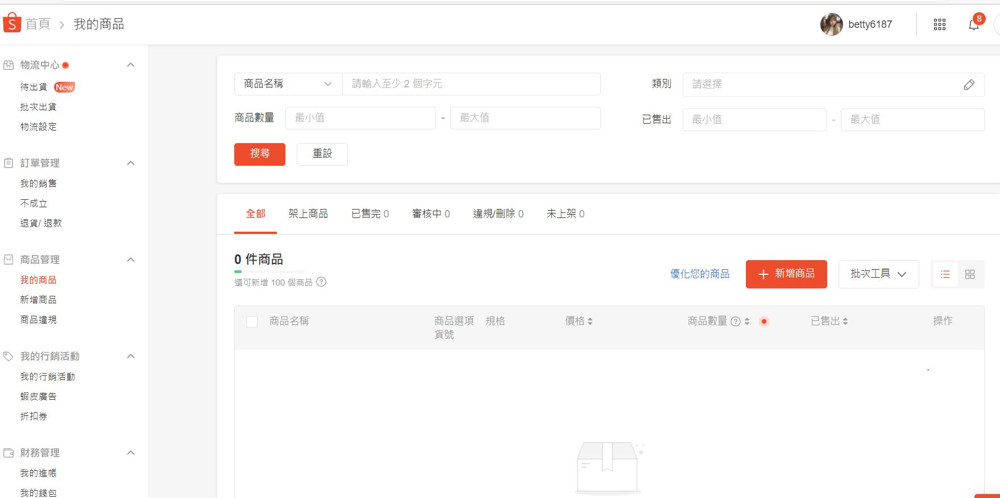 首頁 > 我的商品
betty6187
8
物流中心
待出貨 New
批次出貨
物流設定
訂單管理
我的銷售
不成立
退貨/ 退款
商品管理
我的商品
新增商品
商品違規
我的行銷活動
我的行銷活動
蝦皮廣告
折扣券
財務管理
我的進帳
我的錢包
商品名稱 請輸入至少 2 個字元
類別 請選擇
商品數量 最小值 - 最大值
已售出 最小值 - 最大值
搜尋 重設
全部 架上商品 已售完 0 審核中 0 違規/刪除 0 未上架 0
0 件商品
還可新增 100 個商品
優化您的商品 新增商品 批次工具
商品名稱 商品選項貨號 規格 價格 商品數量 已售出 操作